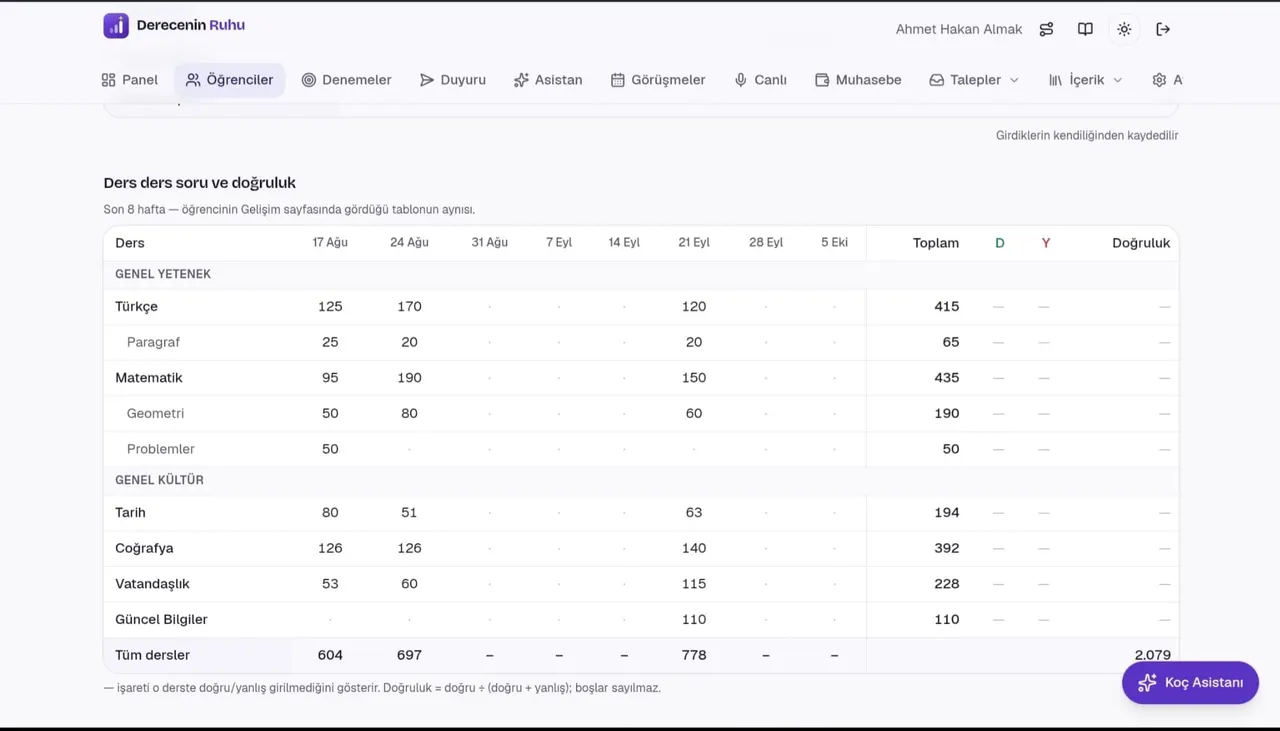 Derecenin Ruhu
Ahmet Hakan Almak
Panel Öğrenciler Denemeler Duyuru Asistan Görüşmeler Canlı Muhasebe Talepler İçerik A
Girdiklerin kendiliğinden kaydedilir
Ders ders soru ve doğruluk
Son 8 hafta — öğrencinin Gelişim sayfasında gördüğü tablonun aynısı.
Ders 17 Ağu 24 Ağu 31 Ağu 7 Eyl 14 Eyl 21 Eyl 28 Eyl 5 Eki Toplam D Y Doğruluk
GENEL YETENEK
Türkçe 125 170 · · · 120 · · 415 — — —
Paragraf 25 20 · · · 20 · · 65 — — —
Matematik 95 190 · · · 150 · · 435 — — —
Geometri 50 80 · · · 60 · · 190 — — —
Problemler 50 · · · · · · · 50 — — —
GENEL KÜLTÜR
Tarih 80 51 · · · 63 · · 194 — — —
Coğrafya 126 126 · · · 140 · · 392 — — —
Vatandaşlık 53 60 · · · 115 · · 228 — — —
Güncel Bilgiler · · · · · 110 · · 110 — — —
Tüm dersler 604 697 – – – 778 – – 2.079
— işareti o derste doğru/yanlış girilmediğini gösterir. Doğruluk = doğru ÷ (doğru + yanlış); boşlar sayılmaz.
Koç Asistanı